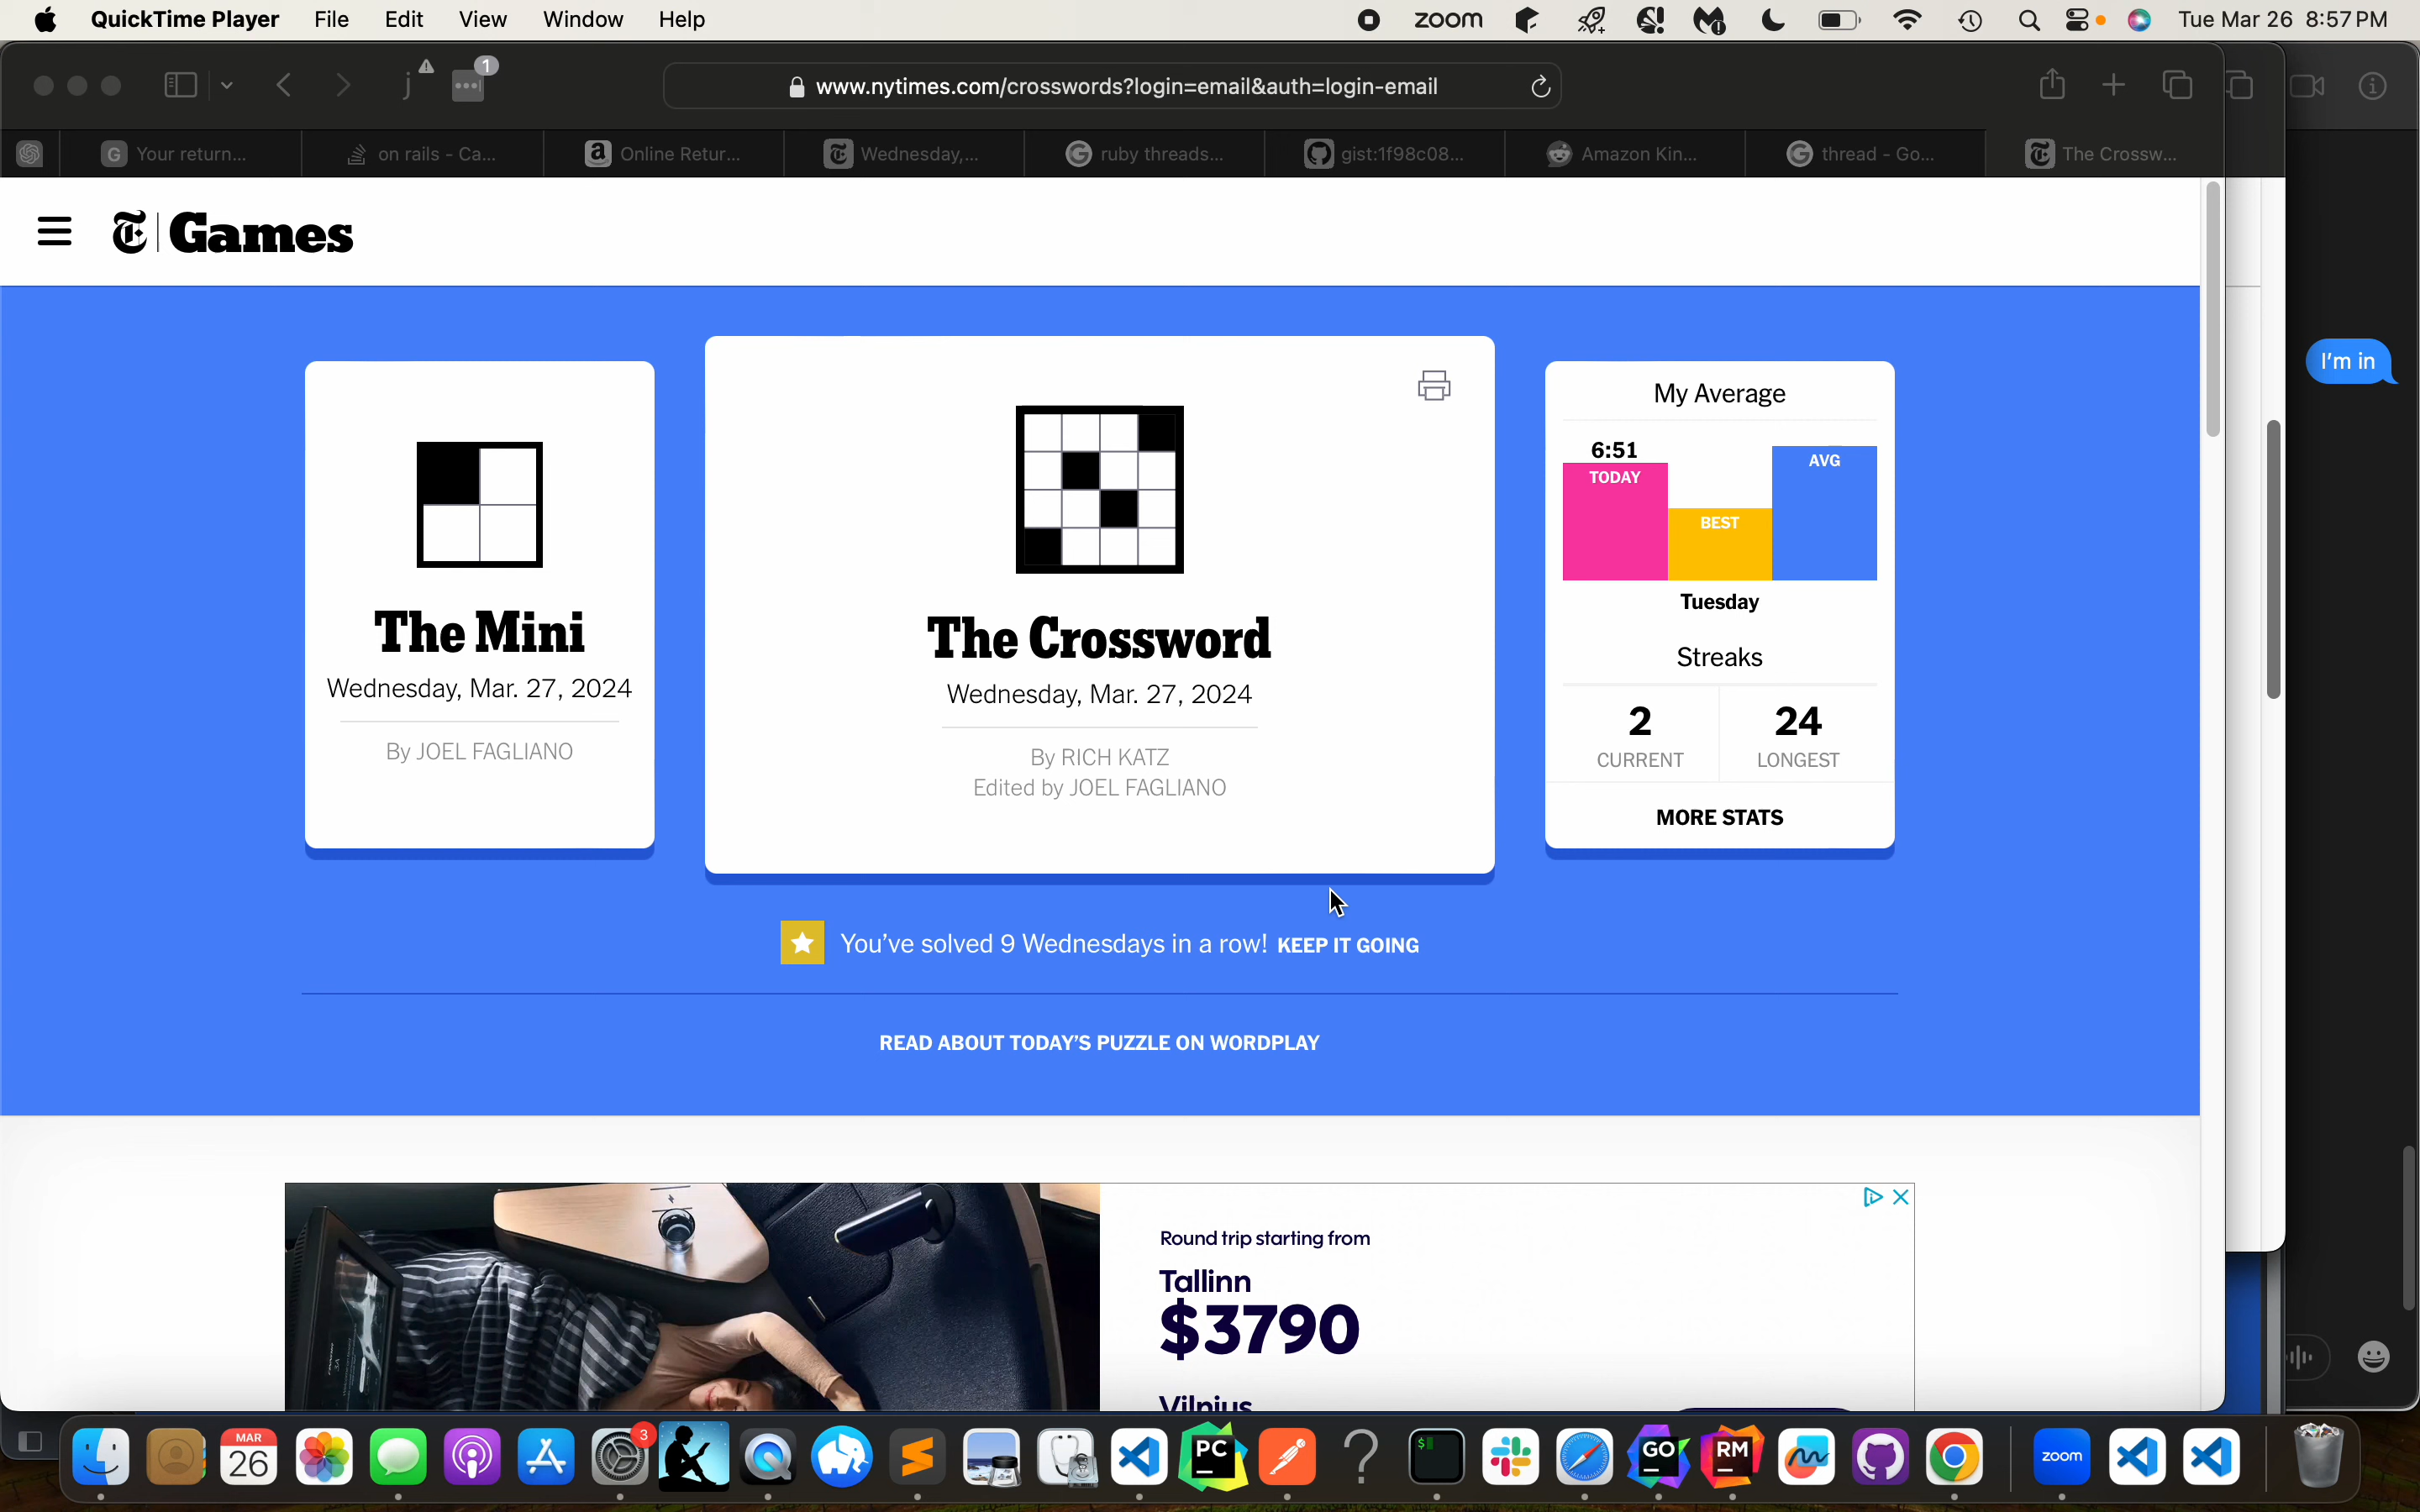 QuickTime Player File Edit View Window Help zoom Tue Mar 26 8:57 PM
j 1 www.nytimes.com/crosswords?login=email&auth=login-email
G Your return... on rails - Ca... a Online Retur... Wednesday,... G ruby threads... gist:1f98c08... Amazon Kin... G thread - Go... The Crossw...
T Games
I'm in
The Mini
Wednesday, Mar. 27, 2024
By JOEL FAGLIANO
The Crossword
Wednesday, Mar. 27, 2024
By RICH KATZ
Edited by JOEL FAGLIANO
My Average
6:51
TODAY BEST AVG
Tuesday
Streaks
2 24
CURRENT LONGEST
MORE STATS
You've solved 9 Wednesdays in a row! KEEP IT GOING
READ ABOUT TODAY'S PUZZLE ON WORDPLAY
Round trip starting from
Tallinn
$3790
Vilnius
MAR
26 3 $ PC GO RM zoom